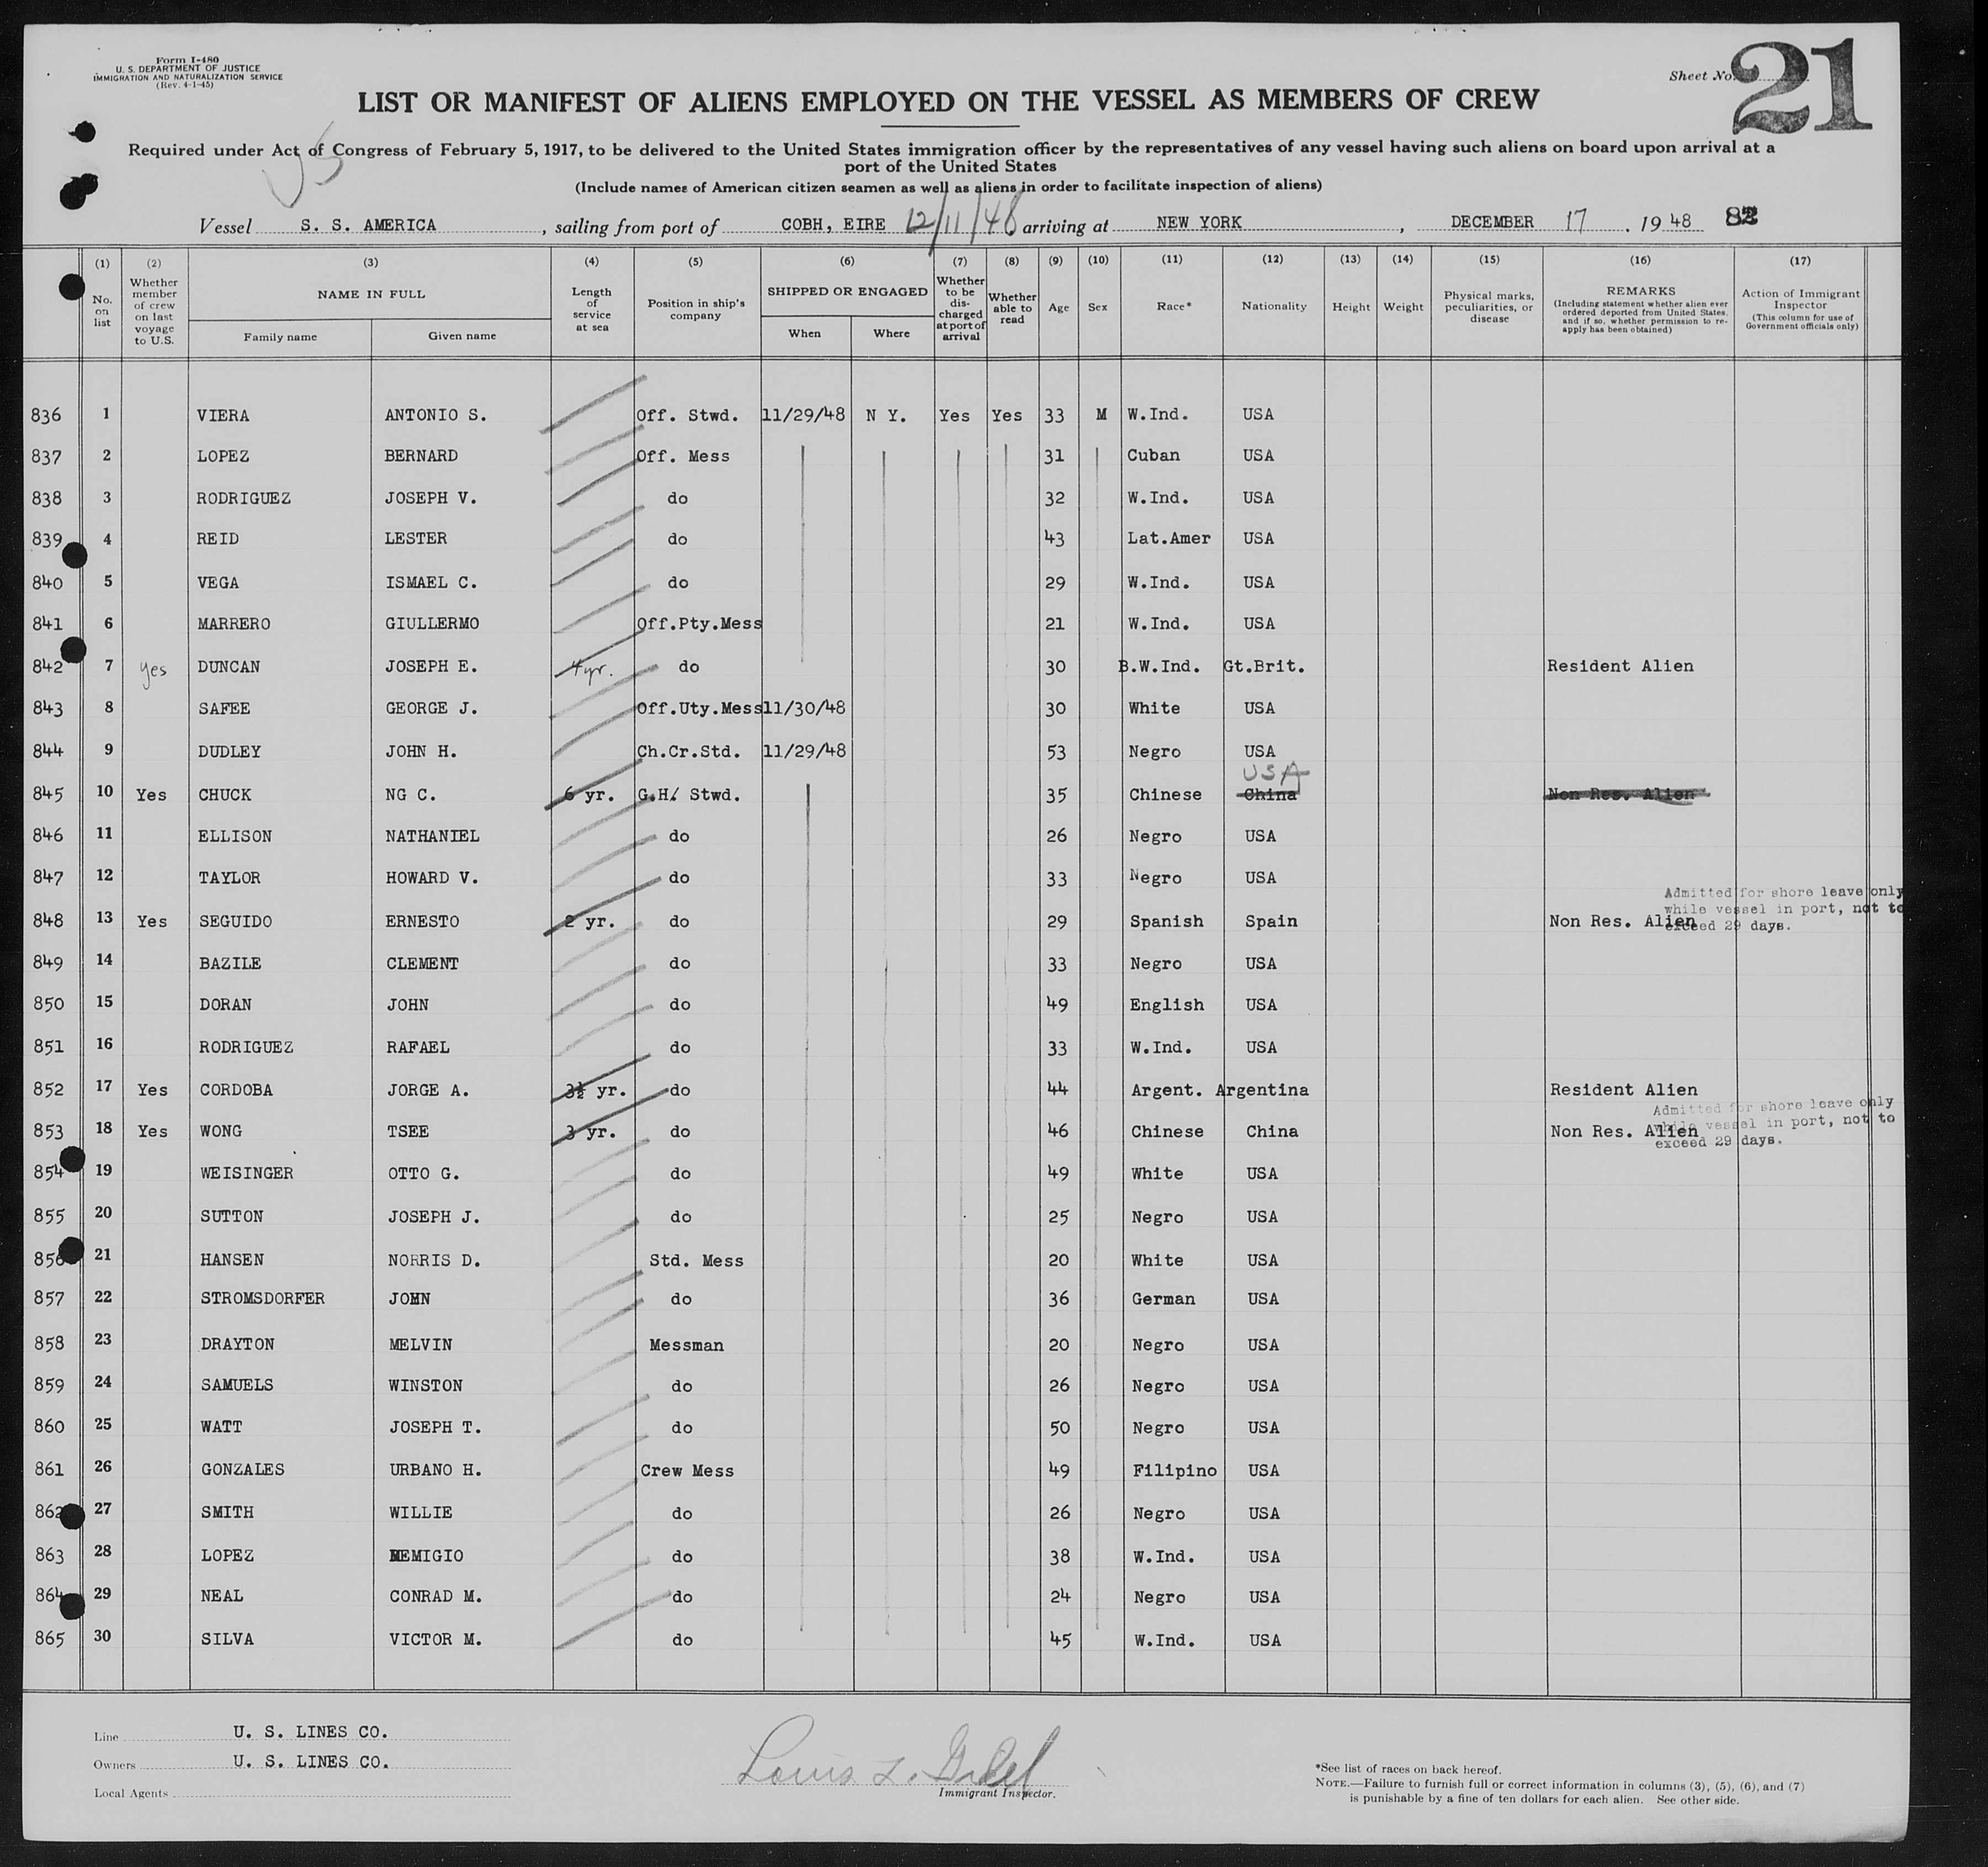 Form I-480
U. S. DEPARTMENT OF JUSTICE
IMMIGRATION AND NATURALIZATION SERVICE
(Rev. 4-1-45)
Sheet No. 21
LIST OR MANIFEST OF ALIENS EMPLOYED ON THE VESSEL AS MEMBERS OF CREW
US
Required under Act of Congress of February 5, 1917, to be delivered to the United States immigration officer by the representatives of any vessel having such aliens on board upon arrival at a
port of the United States
(Include names of American citizen seamen as well as aliens in order to facilitate inspection of aliens)
Vessel S. S. AMERICA, sailing from port of COBH, EIRE 12/11/48, arriving at NEW YORK, DECEMBER 17, 1948
(1) (2) (3) (4) (5) (6) (7) (8) (9) (10) (11) (12) (13) (14) (15) (16) (17)
No. on list
Whether member of crew on last voyage to U.S.
NAME IN FULL
Family name Given name
Length of service at sea
Position in ship's company
SHIPPED OR ENGAGED
When Where
Whether to be discharged at port of arrival
Whether able to read
Age Sex Race* Nationality Height Weight
Physical marks, peculiarities, or disease
REMARKS
(Including statement whether alien ever ordered deported from United States, and if so, whether permission to reapply has been obtained)
Action of Immigrant Inspector
(This column for use of Government officials only)
836 1 VIERA ANTONIO S. Off. Stwd. 11/29/48 N Y. Yes Yes 33 M W.Ind. USA
837 2 LOPEZ BERNARD Off. Mess 31 Cuban USA
838 3 RODRIGUEZ JOSEPH V. do 32 W.Ind. USA
839 4 REID LESTER do 43 Lat.Amer USA
840 5 VEGA ISMAEL C. do 29 W.Ind. USA
841 6 MARRERO GIULLERMO Off.Pty.Mess 21 W.Ind. USA
842 7 Yes DUNCAN JOSEPH E. 4 yr. do 30 B.W.Ind. Gt.Brit. Resident Alien
843 8 SAFEE GEORGE J. Off.Uty.Mess 11/30/48 30 White USA
844 9 DUDLEY JOHN H. Ch.Cr.Std. 11/29/48 53 Negro USA
USA
845 10 Yes CHUCK NG C. 6 yr. G.H. Stwd. 35 Chinese China Non Res. Alien
846 11 ELLISON NATHANIEL do 26 Negro USA
847 12 TAYLOR HOWARD V. do 33 Negro USA
848 13 Yes SEGUIDO ERNESTO 2 yr. do 29 Spanish Spain Non Res. Alien
Admitted for shore leave only
while vessel in port, not to
exceed 29 days.
849 14 BAZILE CLEMENT do 33 Negro USA
850 15 DORAN JOHN do 49 English USA
851 16 RODRIGUEZ RAFAEL do 33 W.Ind. USA
852 17 Yes CORDOBA JORGE A. 3½ yr. do 44 Argent. Argentina Resident Alien
853 18 Yes WONG TSEE 3 yr. do 46 Chinese China Non Res. Alien
Admitted for shore leave only
while vessel in port, not to
exceed 29 days.
854 19 WEISINGER OTTO G. do 49 White USA
855 20 SUTTON JOSEPH J. do 25 Negro USA
856 21 HANSEN NORRIS D. Std. Mess 20 White USA
857 22 STROMSDORFER JOHN do 36 German USA
858 23 DRAYTON MELVIN Messman 20 Negro USA
859 24 SAMUELS WINSTON do 26 Negro USA
860 25 WATT JOSEPH T. do 50 Negro USA
861 26 GONZALES URBANO H. Crew Mess 49 Filipino USA
862 27 SMITH WILLIE do 26 Negro USA
863 28 LOPEZ REMIGIO do 38 W.Ind. USA
864 29 NEAL CONRAD M. do 24 Negro USA
865 30 SILVA VICTOR M. do 45 W.Ind. USA
Line U. S. LINES CO.
Owners U. S. LINES CO.
Local Agents
Louis L.
Immigrant Inspector.
*See list of races on back hereof.
NOTE.—Failure to furnish full or correct information in columns (3), (5), (6), and (7)
is punishable by a fine of ten dollars for each alien. See other side.